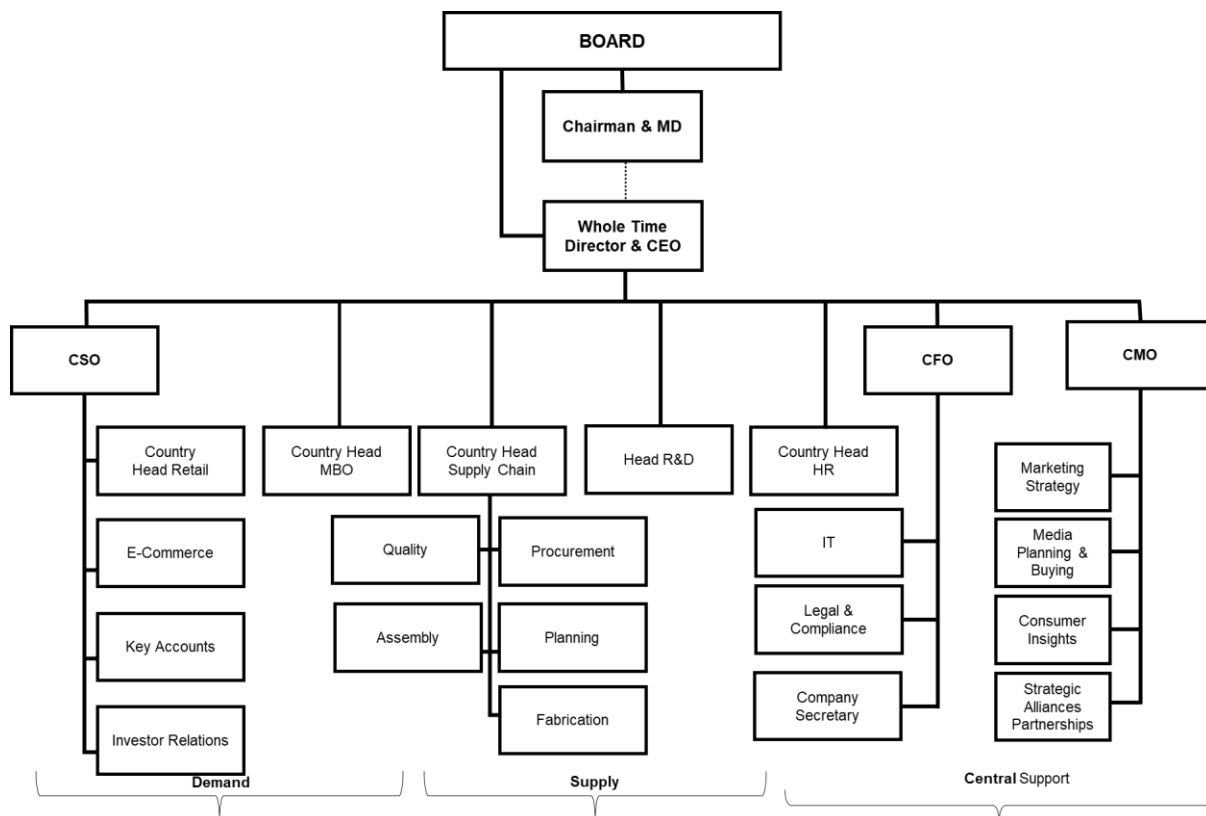 BOARD
Chairman & MD
Whole Time
Director & CEO
CSO
CFO
CMO
Country
Head Retail
Country Head
MBO
Country Head
Supply Chain
Head R&D
Country Head
HR
Marketing
Strategy
E-Commerce
Quality
Procurement
IT
Media
Planning &
Buying
Key Accounts
Assembly
Planning
Legal &
Compliance
Consumer
Insights
Investor Relations
Fabrication
Company
Secretary
Strategic
Alliances
Partnerships
Demand
Supply
Central Support